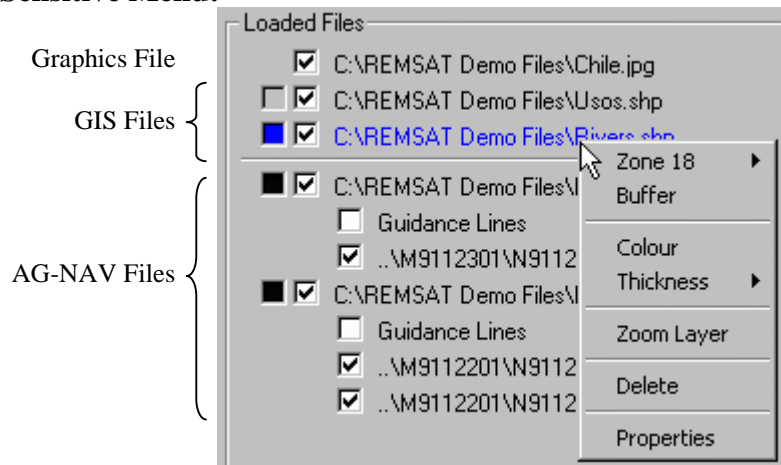 Loaded Files
Graphics File
C:\REMSAT Demo Files\Chile.jpg
GIS Files
C:\REMSAT Demo Files\Usos.shp
C:\REMSAT Demo Files\Rivers.shp
AG-NAV Files
C:\REMSAT Demo Files\
Guidance Lines
..\M9112301\N9112
C:\REMSAT Demo Files\
Guidance Lines
..\M9112201\N9112
..\M9112201\N9112
Zone 18
Buffer
Colour
Thickness
Zoom Layer
Delete
Properties